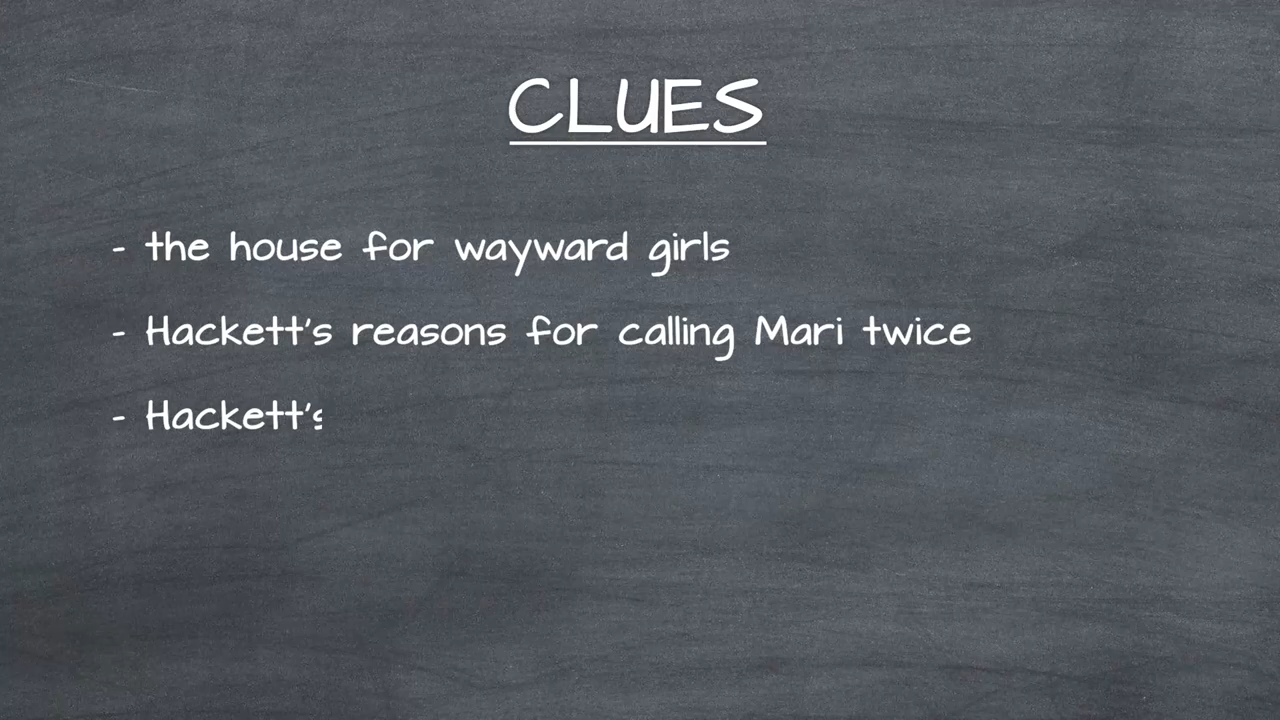 CLUES
- the house for wayward girls
- Hackett's reasons for calling Mari twice
- Hackett's